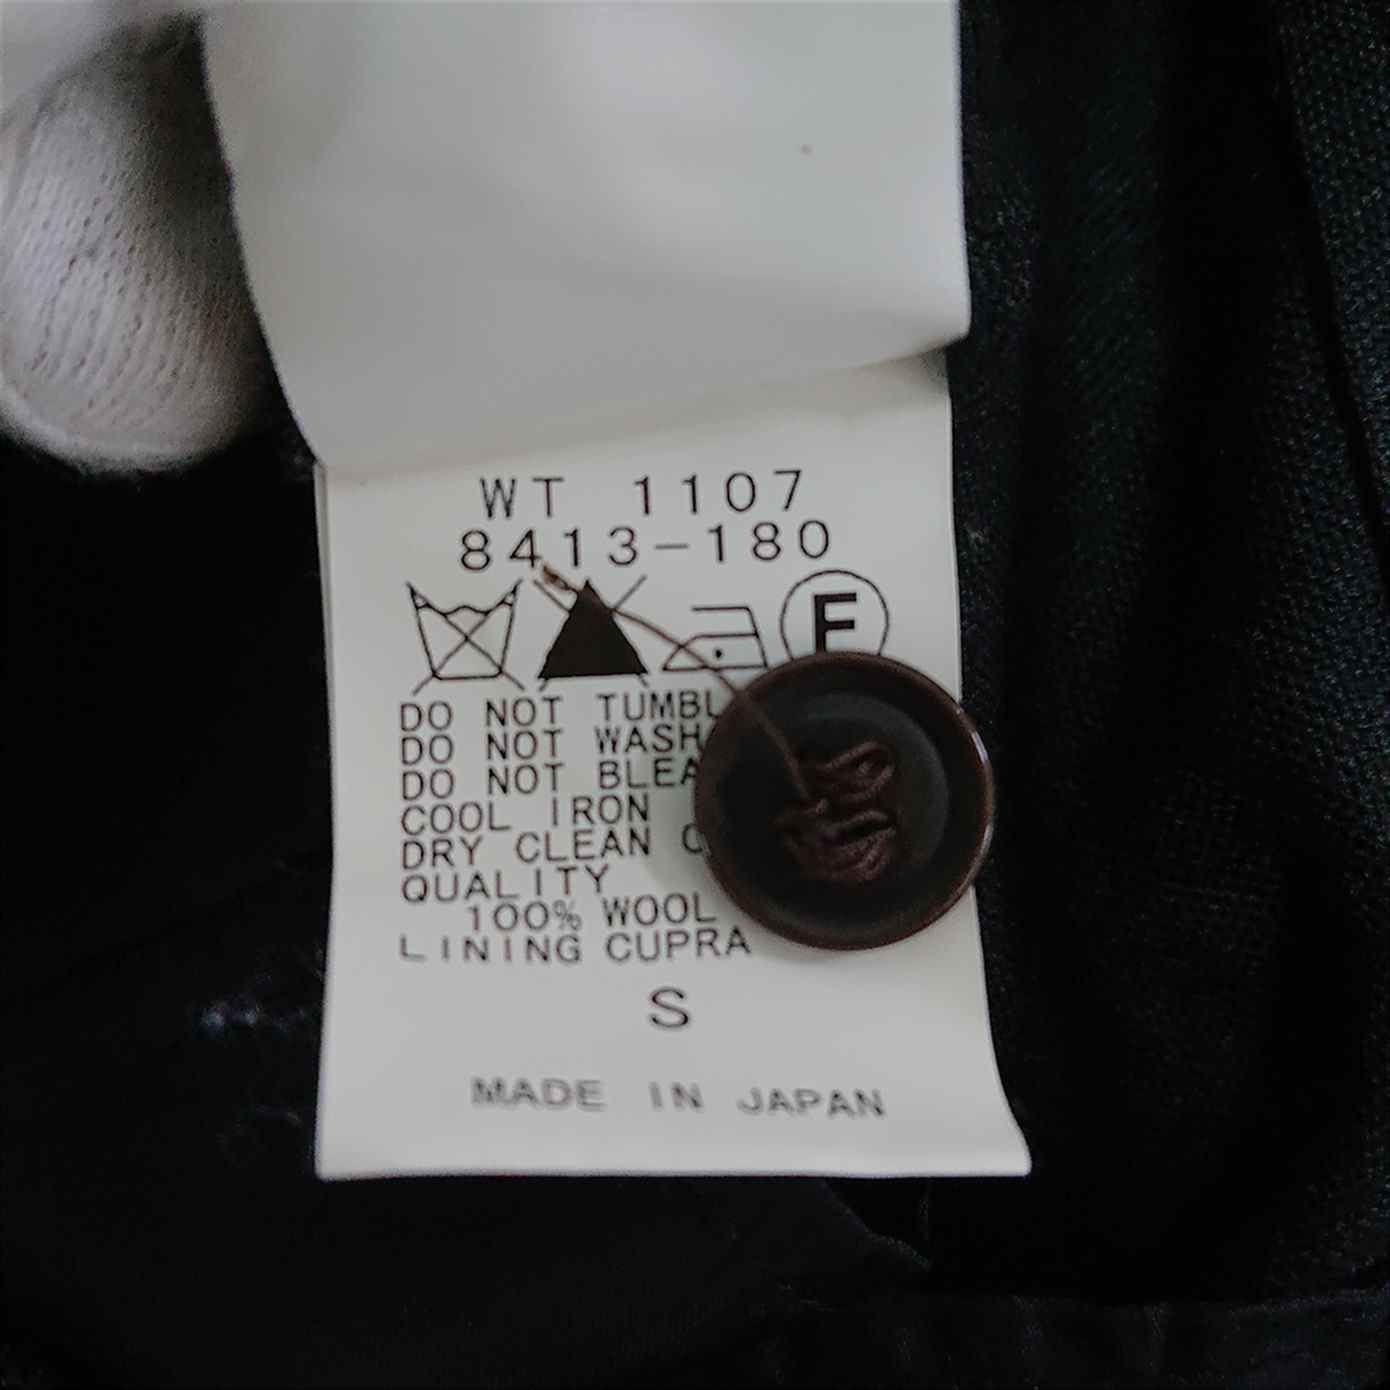 WT 1107
8413-180
F
DO NOT TUMBL
DO NOT WASH
DO NOT BLEA
COOL IRON
DRY CLEAN
QUALITY
100% WOOL
LINING CUPRA
S
MADE IN JAPAN